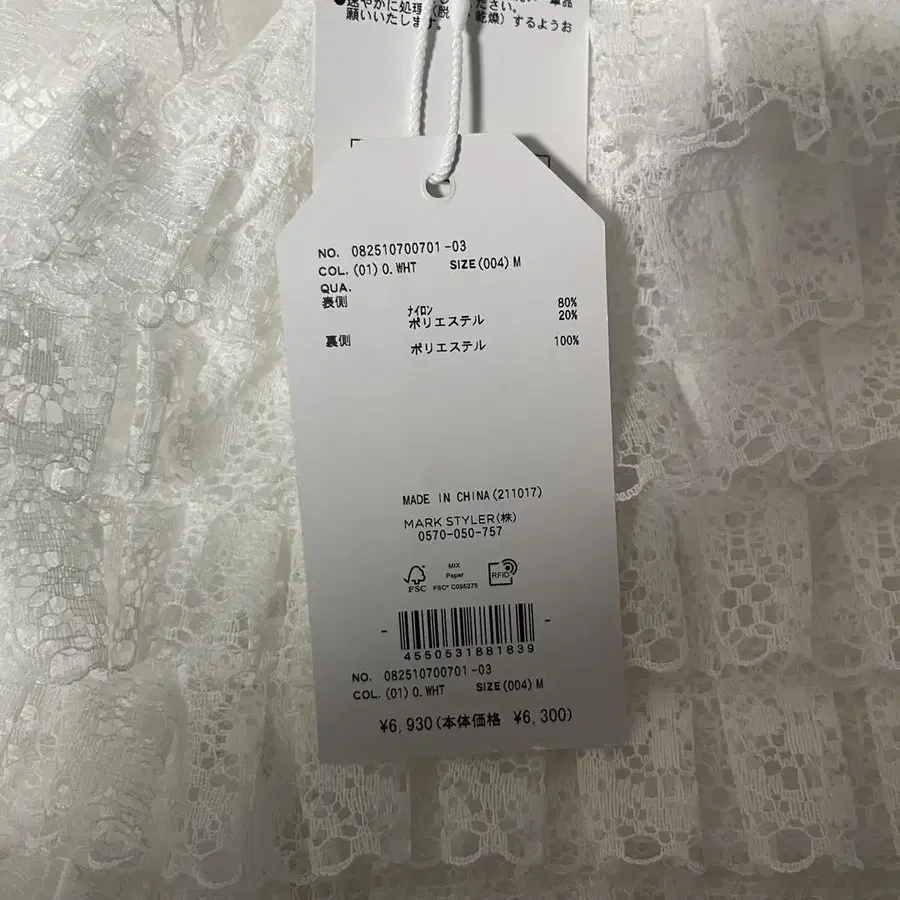 ●速やかに処理(脱 乾燥)するようお
願いいたします。
NO. 082510700701-03
COL.(01)O.WHT SIZE(004)M
QUA.
表側
ナイロン 80%
ポリエステル 20%
裏側 ポリエステル 100%
MADE IN CHINA(211017)
MARK STYLER(株)
0570-050-757
FSC
MIX
Paper
FSC® C095275
RFID
4550531881839
NO. 082510700701-03
COL.(01)O.WHT SIZE(004)M
¥6,930(本体価格 ¥6,300)